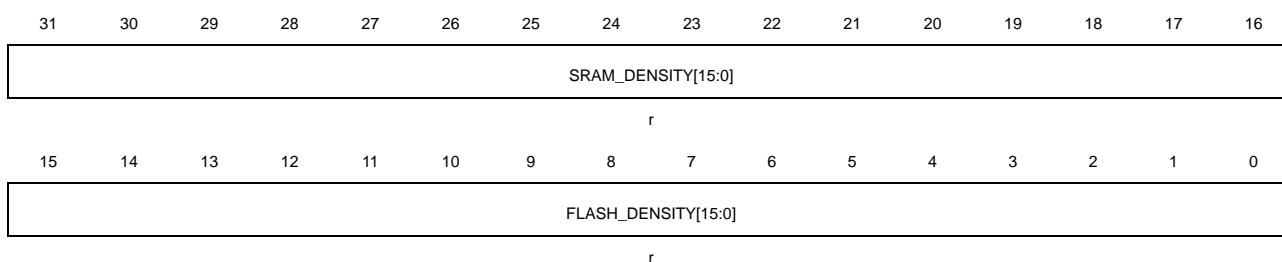 31 30 29 28 27 26 25 24 23 22 21 20 19 18 17 16
SRAM_DENSITY[15:0]
r
15 14 13 12 11 10 9 8 7 6 5 4 3 2 1 0
FLASH_DENSITY[15:0]
r